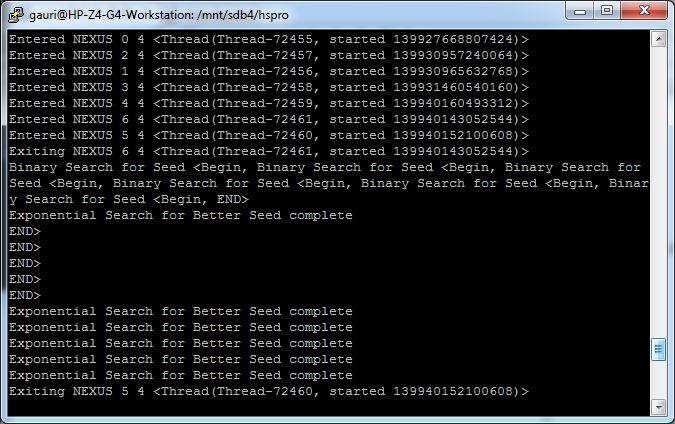 gauri@HP-Z4-G4-Workstation: /mnt/sdb4/hspro
Entered NEXUS 0 4 <Thread(Thread-72455, started 139927668807424)>
Entered NEXUS 2 4 <Thread(Thread-72457, started 139930957240064)>
Entered NEXUS 1 4 <Thread(Thread-72456, started 139930965632768)>
Entered NEXUS 3 4 <Thread(Thread-72458, started 139931460540160)>
Entered NEXUS 4 4 <Thread(Thread-72459, started 139940160493312)>
Entered NEXUS 6 4 <Thread(Thread-72461, started 139940143052544)>
Entered NEXUS 5 4 <Thread(Thread-72460, started 139940152100608)>
Exiting NEXUS 6 4 <Thread(Thread-72461, started 139940143052544)>
Binary Search for Seed <Begin, Binary Search for Seed <Begin, Binary Search for
Seed <Begin, Binary Search for Seed <Begin, Binary Search for Seed <Begin, Binar
y Search for Seed <Begin, END>
Exponential Search for Better Seed complete
END>
END>
END>
END>
END>
Exponential Search for Better Seed complete
Exponential Search for Better Seed complete
Exponential Search for Better Seed complete
Exponential Search for Better Seed complete
Exponential Search for Better Seed complete
Exiting NEXUS 5 4 <Thread(Thread-72460, started 139940152100608)>